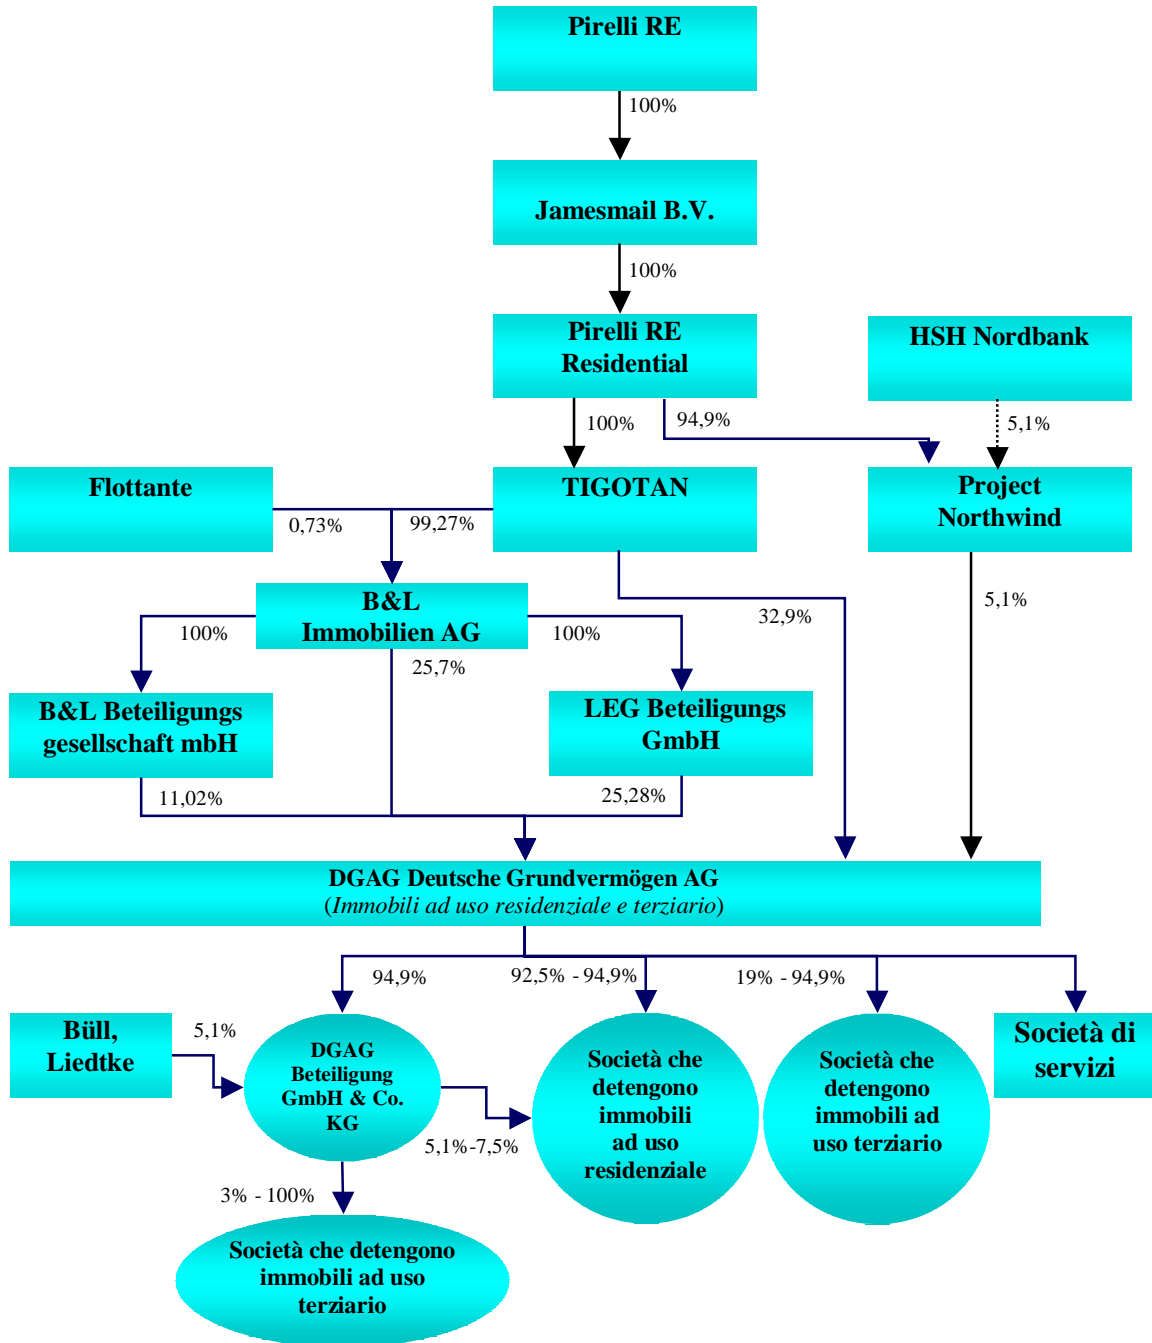 Pirelli RE
100%
Jamesmail B.V.
100%
Pirelli RE
Residential
HSH Nordbank
100%
94,9%
5,1%
Flottante
TIGOTAN
Project
Northwind
0,73%
99,27%
B&L
Immobilien AG
5,1%
32,9%
100%
100%
25,7%
B&L Beteiligungs
gesellschaft mbH
LEG Beteiligungs
GmbH
11,02%
25,28%
DGAG Deutsche Grundvermögen AG
(Immobili ad uso residenziale e terziario)
94,9%
92,5% - 94,9%
19% - 94,9%
Büll,
Liedtke
5,1%
DGAG
Beteiligung
GmbH & Co.
KG
5,1%-7,5%
Società che
detengono
immobili
ad uso
residenziale
Società che
detengono
immobili ad
uso terziario
Società di
servizi
3% - 100%
Società che detengono
immobili ad uso
terziario